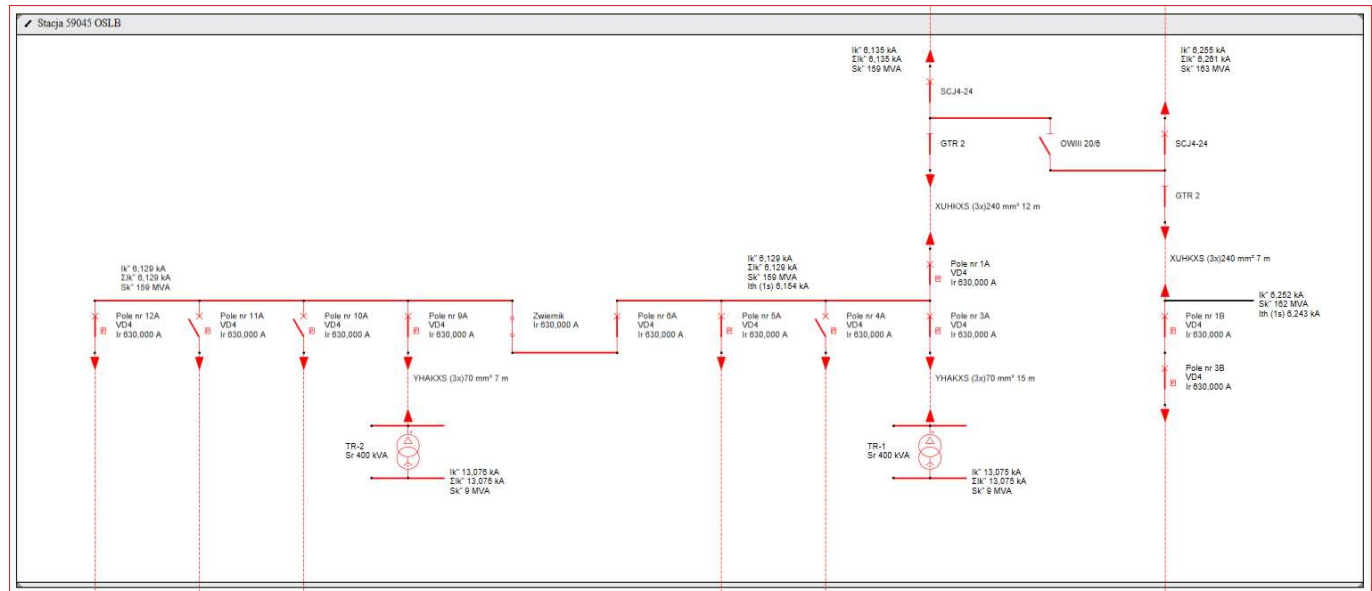 Stacja 59045 OSLB
Ik" 6,135 kA
ΣIk" 6,135 kA
Sk" 159 MVA
SCJ4-24
GTR 2
XUHKXS (3x)240 mm² 12 m
OWIII 20/6
Ik" 6,255 kA
ΣIk" 6,261 kA
Sk" 163 MVA
SCJ4-24
GTR 2
XUHKXS (3x)240 mm² 7 m
Ik" 6,252 kA
Sk" 162 MVA
Ith (1s) 6,243 kA
Pole nr 1B
VD4
Ir 630,000 A
Pole nr 3B
VD4
Ir 630,000 A
Ik" 6,129 kA
ΣIk" 6,129 kA
Sk" 159 MVA
Pole nr 12A
VD4
Ir 630,000 A
Pole nr 11A
VD4
Ir 630,000 A
Pole nr 10A
VD4
Ir 630,000 A
Pole nr 9A
VD4
Ir 630,000 A
Zwiernik
Ir 630,000 A
Pole nr 6A
VD4
Ir 630,000 A
Ik" 6,129 kA
ΣIk" 6,129 kA
Sk" 159 MVA
Ith (1s) 6,154 kA
Pole nr 5A
VD4
Ir 630,000 A
Pole nr 4A
VD4
Ir 630,000 A
Pole nr 1A
VD4
Ir 630,000 A
Pole nr 3A
VD4
Ir 630,000 A
YHAKXS (3x)70 mm² 7 m
TR-2
Sr 400 kVA
Ik" 13,076 kA
ΣIk" 13,076 kA
Sk" 9 MVA
YHAKXS (3x)70 mm² 15 m
TR-1
Sr 400 kVA
Ik" 13,075 kA
ΣIk" 13,075 kA
Sk" 9 MVA